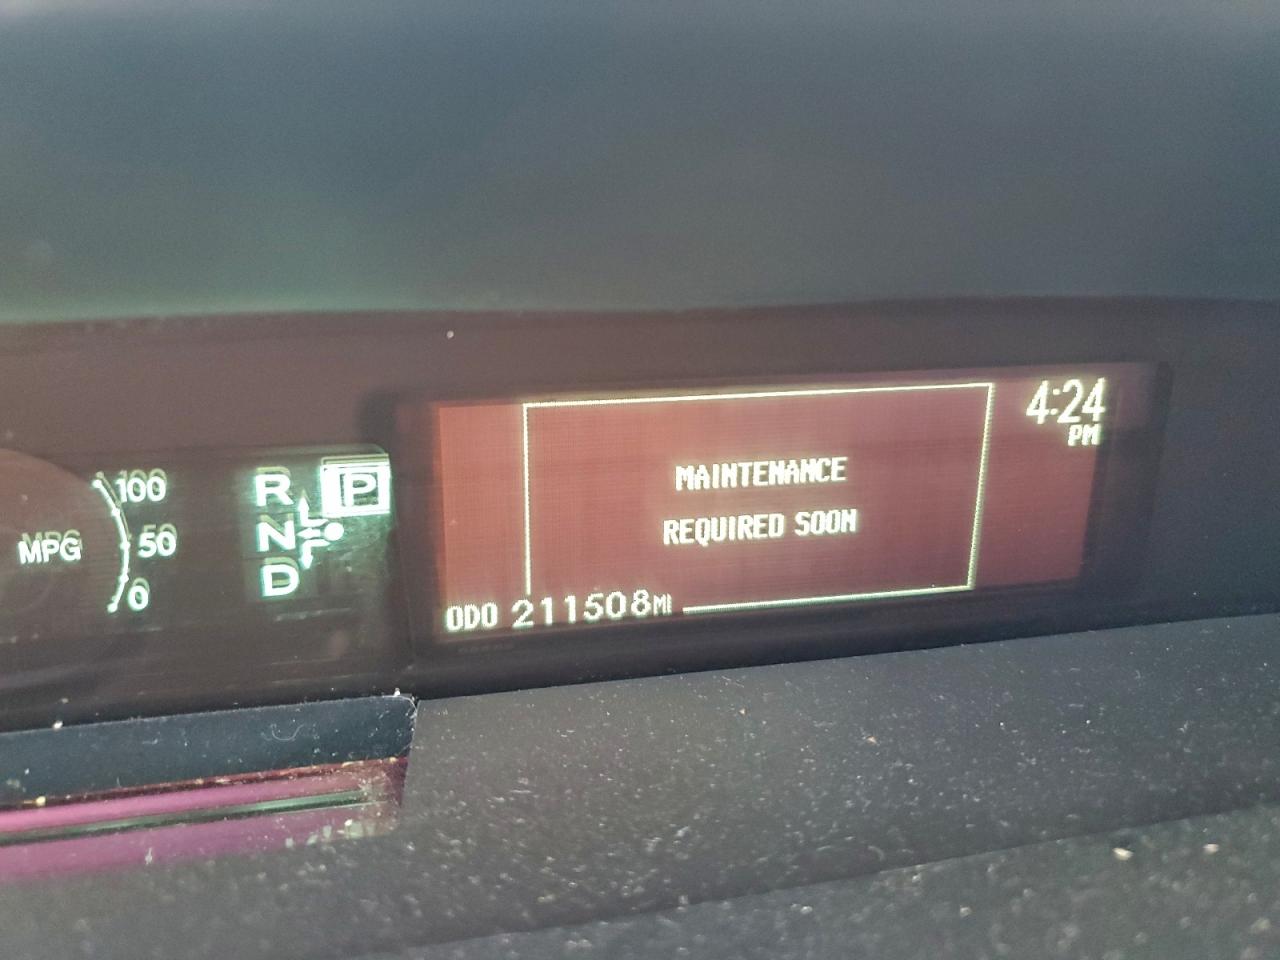 100
MPG
50
0
R
P
N
D
4:24
PM
MAINTENANCE
REQUIRED SOON
ODO 211508MI